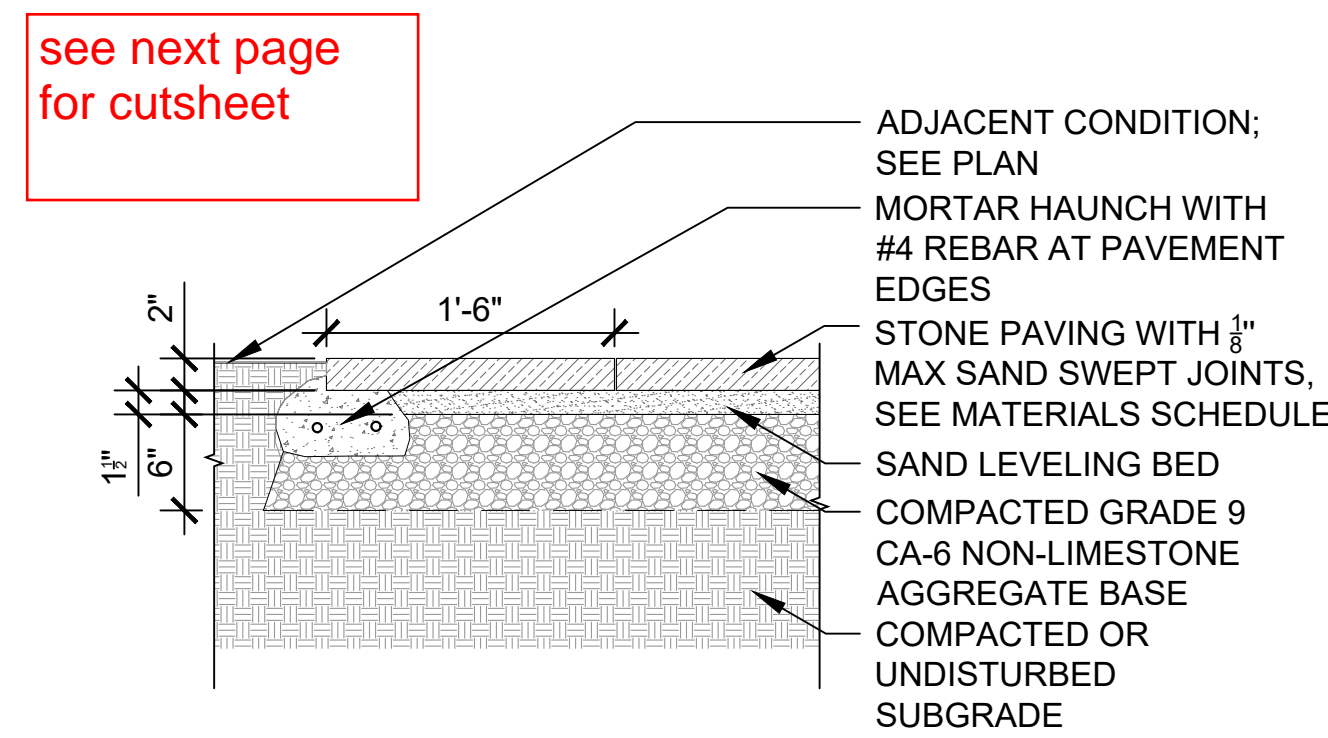 see next page
for cutsheet
ADJACENT CONDITION;
SEE PLAN
MORTAR HAUNCH WITH
#4 REBAR AT PAVEMENT
EDGES
STONE PAVING WITH 1/8"
MAX SAND SWEPT JOINTS,
SEE MATERIALS SCHEDULE
SAND LEVELING BED
COMPACTED GRADE 9
CA-6 NON-LIMESTONE
AGGREGATE BASE
COMPACTED OR
UNDISTURBED
SUBGRADE
1'-6"
2"
1 1/2"
6"